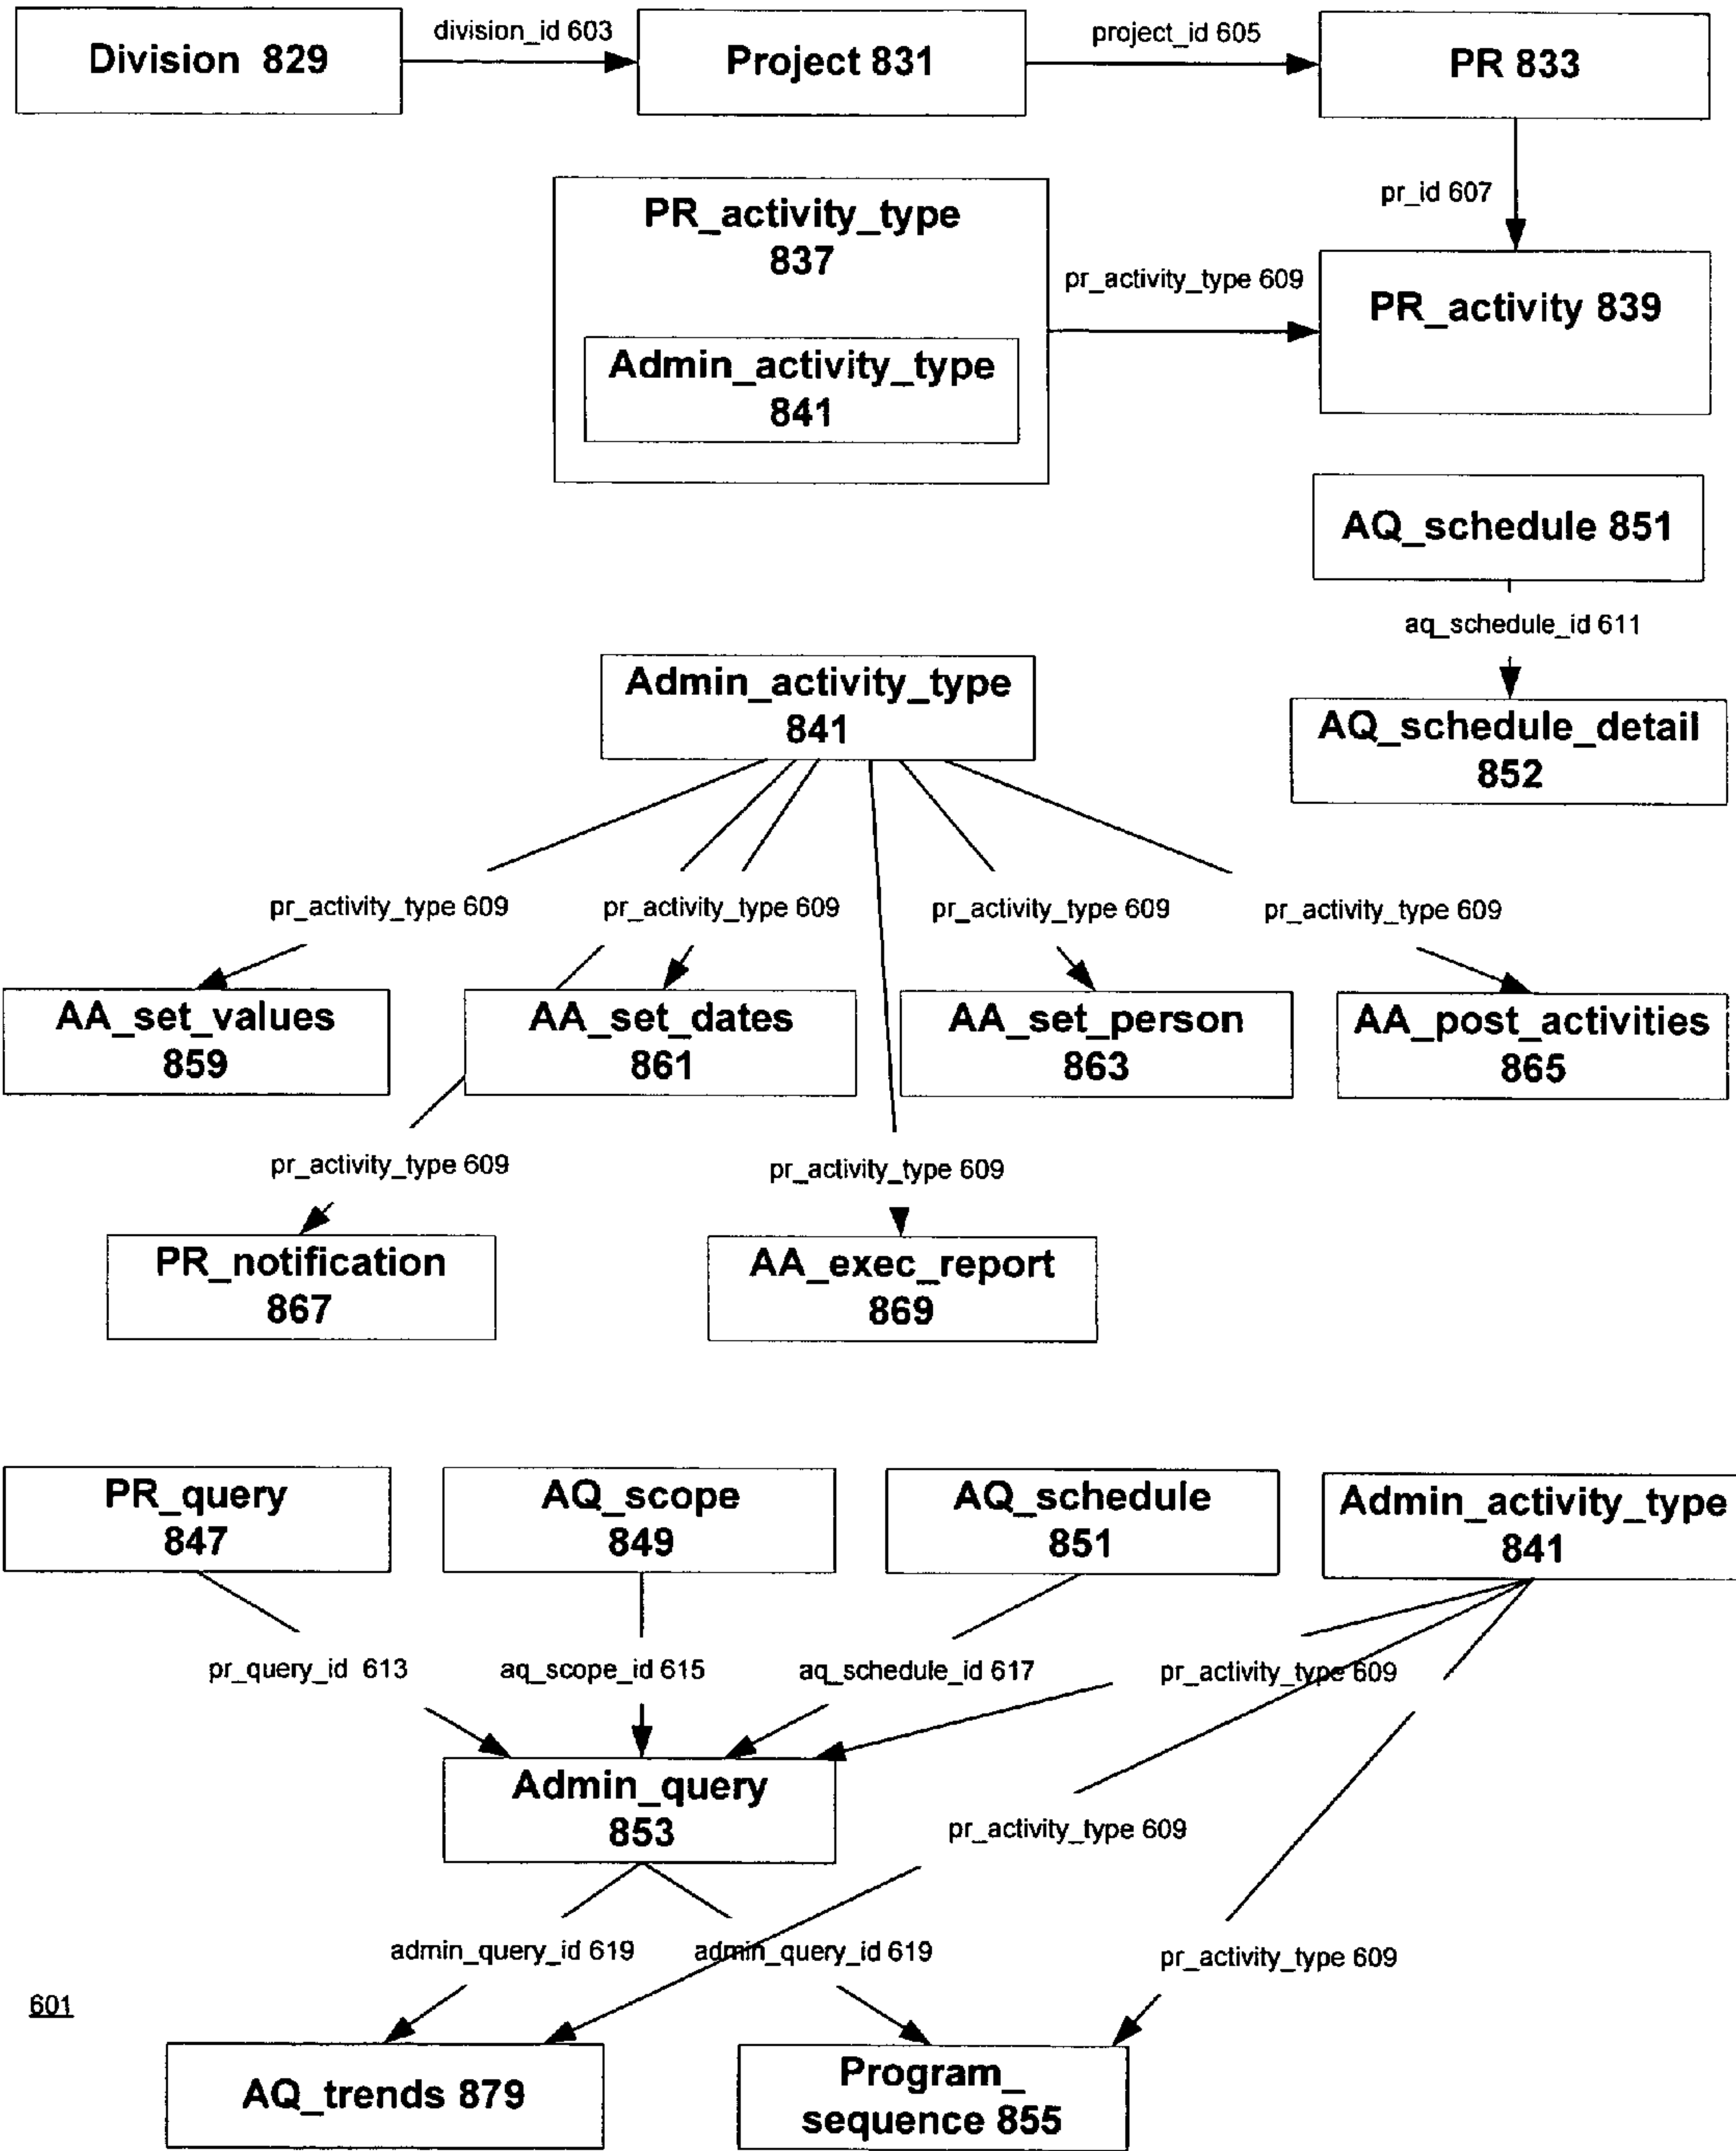 Division 829
division_id 603
Project 831
project_id 605
PR 833
pr_id 607
PR_activity_type
837
Admin_activity_type
841
pr_activity_type 609
PR_activity 839
AQ_schedule 851
aq_schedule_id 611
AQ_schedule_detail
852
Admin_activity_type
841
pr_activity_type 609
pr_activity_type 609
pr_activity_type 609
pr_activity_type 609
AA_set_values
859
AA_set_dates
861
AA_set_person
863
AA_post_activities
865
pr_activity_type 609
pr_activity_type 609
PR_notification
867
AA_exec_report
869
PR_query
847
AQ_scope
849
AQ_schedule
851
Admin_activity_type
841
pr_query_id 613
aq_scope_id 615
aq_schedule_id 617
pr_activity_type 609
Admin_query
853
pr_activity_type 609
admin_query_id 619
admin_query_id 619
pr_activity_type 609
601
AQ_trends 879
Program_
sequence 855